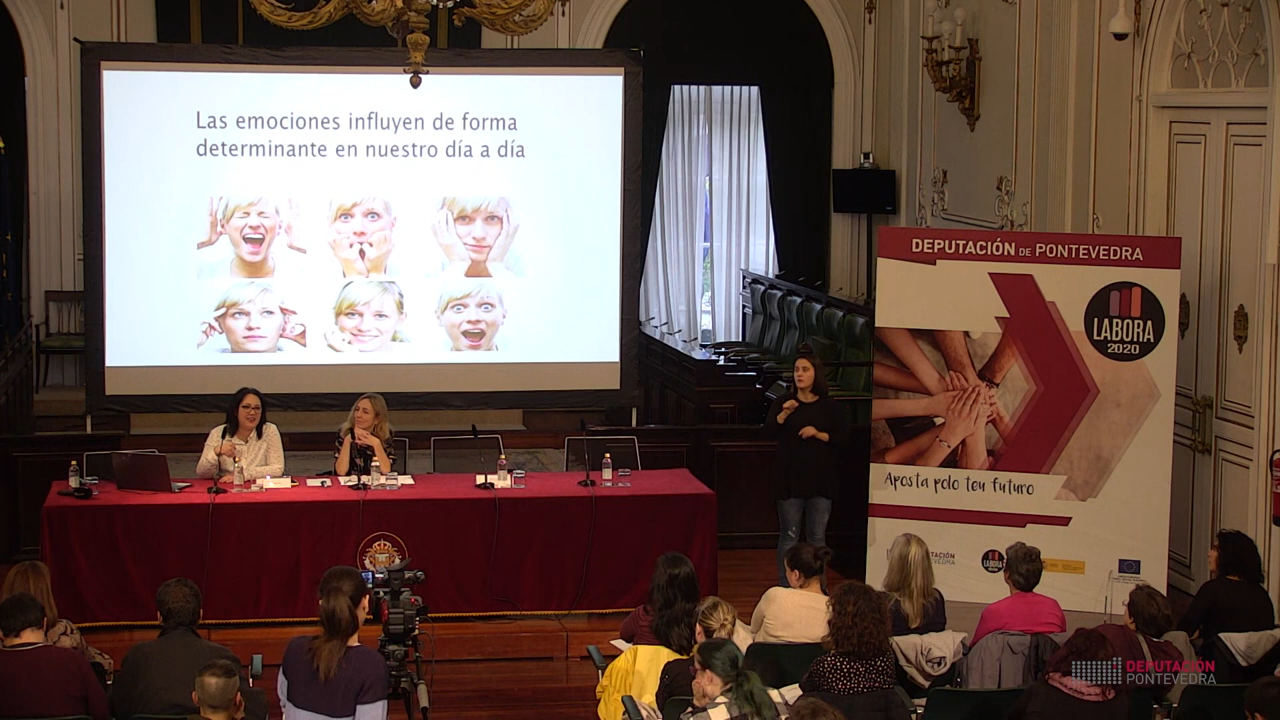 Las emociones influyen de forma
determinante en nuestro día a día
DEPUTACIÓN DE PONTEVEDRA
LABORA
2020
Aposta polo teu futuro
LABORA
DEPUTACIÓN
PONTEVEDRA